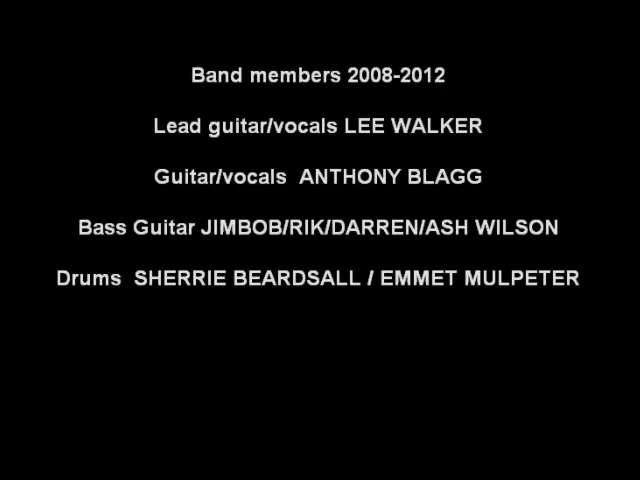 Band members 2008-2012
Lead guitar/vocals LEE WALKER
Guitar/vocals  ANTHONY BLAGG
Bass Guitar JIMBOB/RIK/DARREN/ASH WILSON
Drums  SHERRIE BEARDSALL / EMMET MULPETER